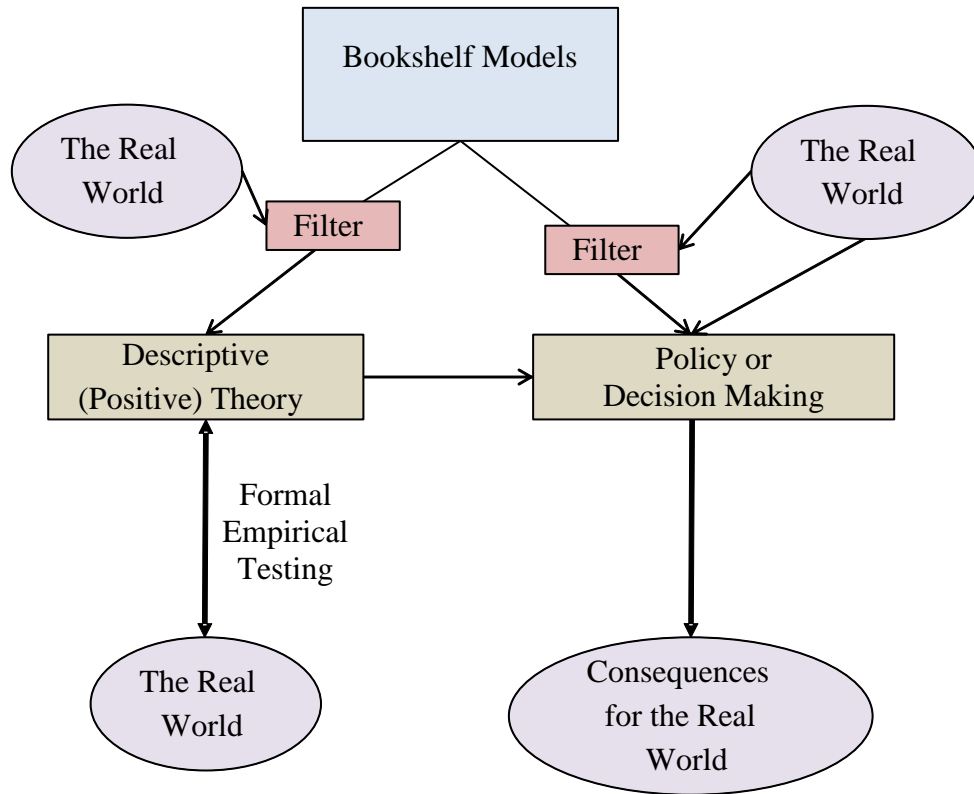 Bookshelf Models
The Real
World
The Real
World
Filter
Filter
Descriptive
(Positive) Theory
Policy or
Decision Making
Formal
Empirical
Testing
The Real
World
Consequences
for the Real
World